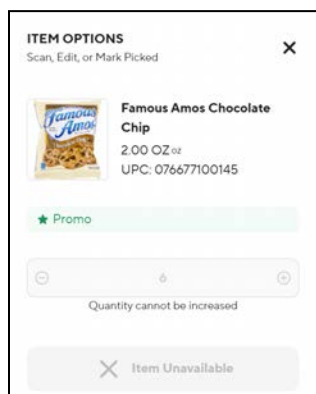 ITEM OPTIONS
Scan, Edit, or Mark Picked
Famous Amos
Famous Amos Chocolate
Chip
2.00 OZ oz
UPC: 076677100145
Promo
6
Quantity cannot be increased
Item Unavailable